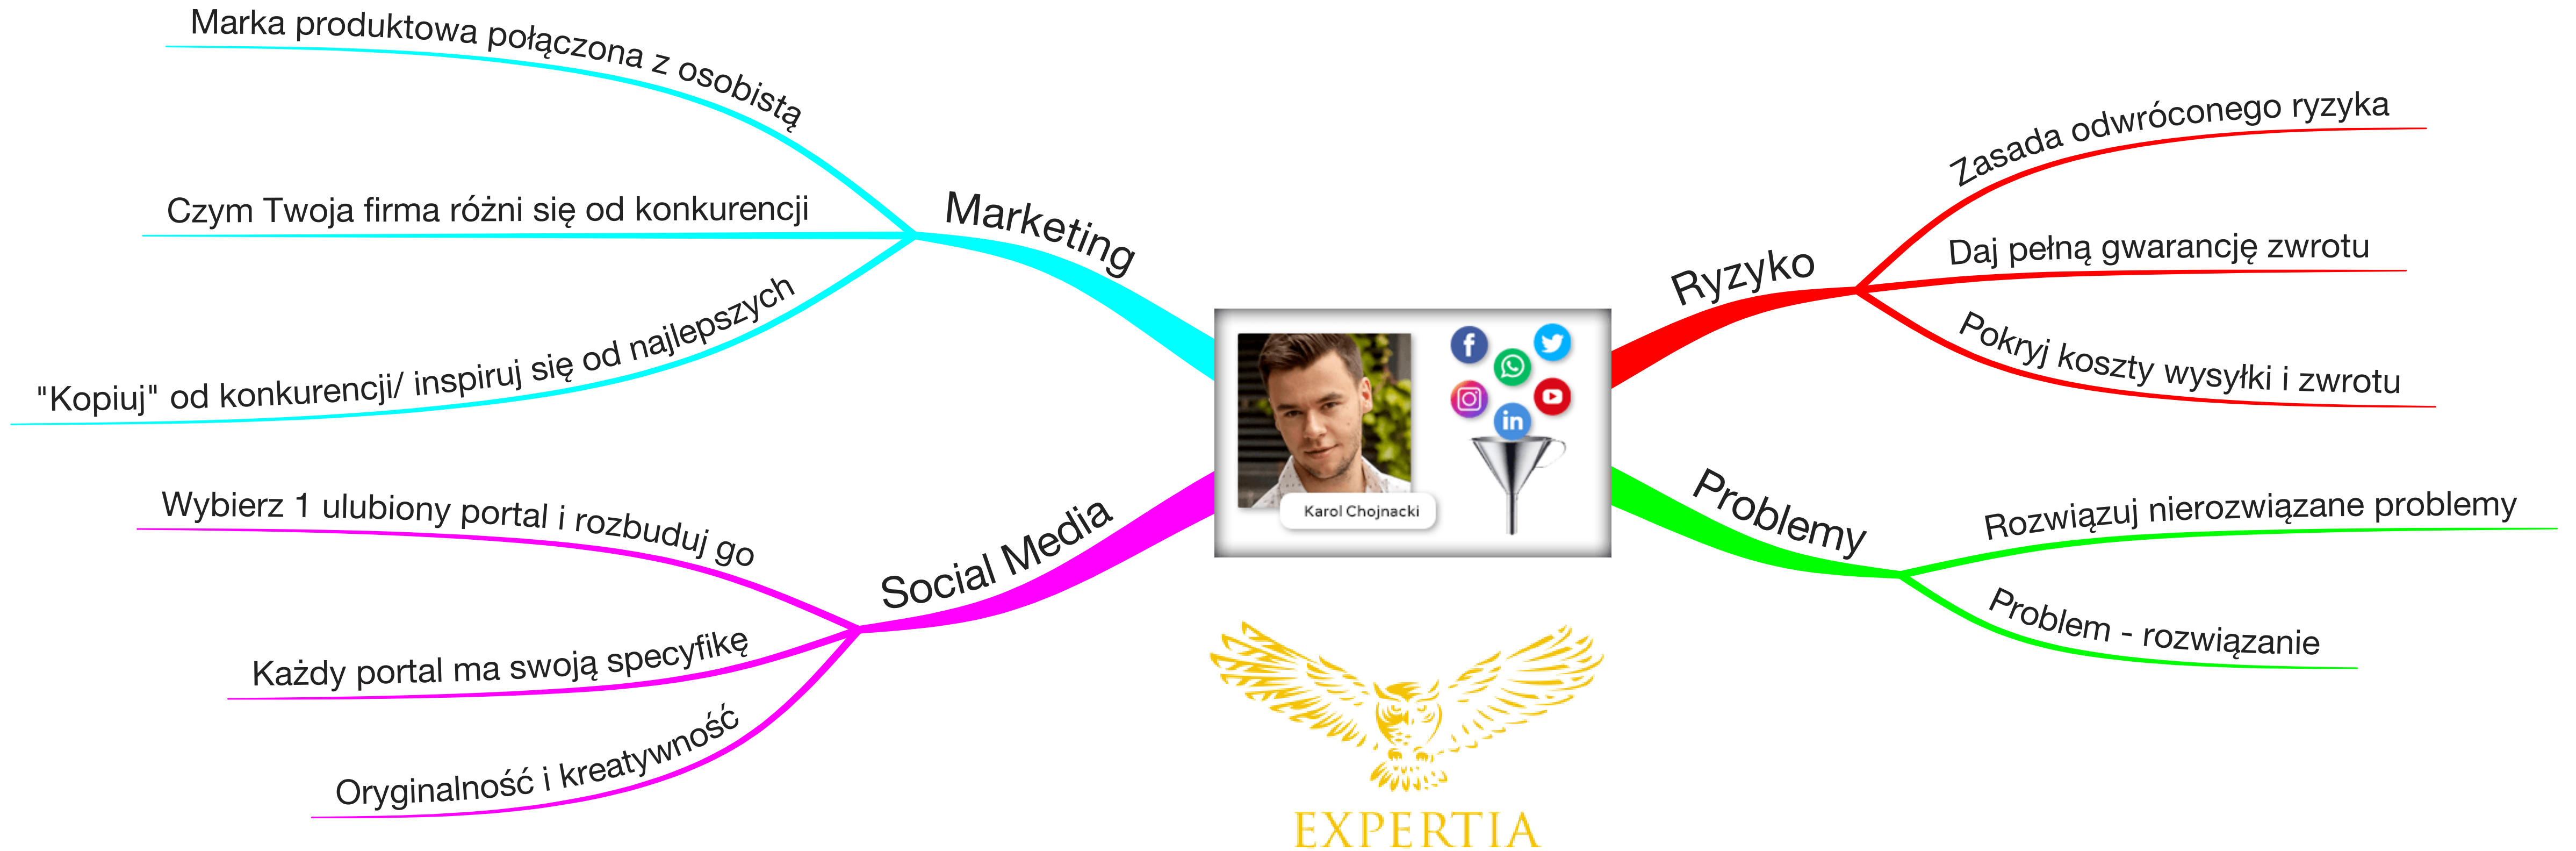 Marketing
Marka produktowa połączona z osobistą
Czym Twoja firma różni się od konkurencji
"Kopiuj" od konkurencji/ inspiruj się od najlepszych
Social Media
Wybierz 1 ulubiony portal i rozbuduj go
Każdy portal ma swoją specyfikę
Oryginalność i kreatywność
Karol Chojnacki
f
in
EXPERTIA
Ryzyko
Zasada odwróconego ryzyka
Daj pełną gwarancję zwrotu
Pokryj koszty wysyłki i zwrotu
Problemy
Rozwiązuj nierozwiązane problemy
Problem - rozwiązanie